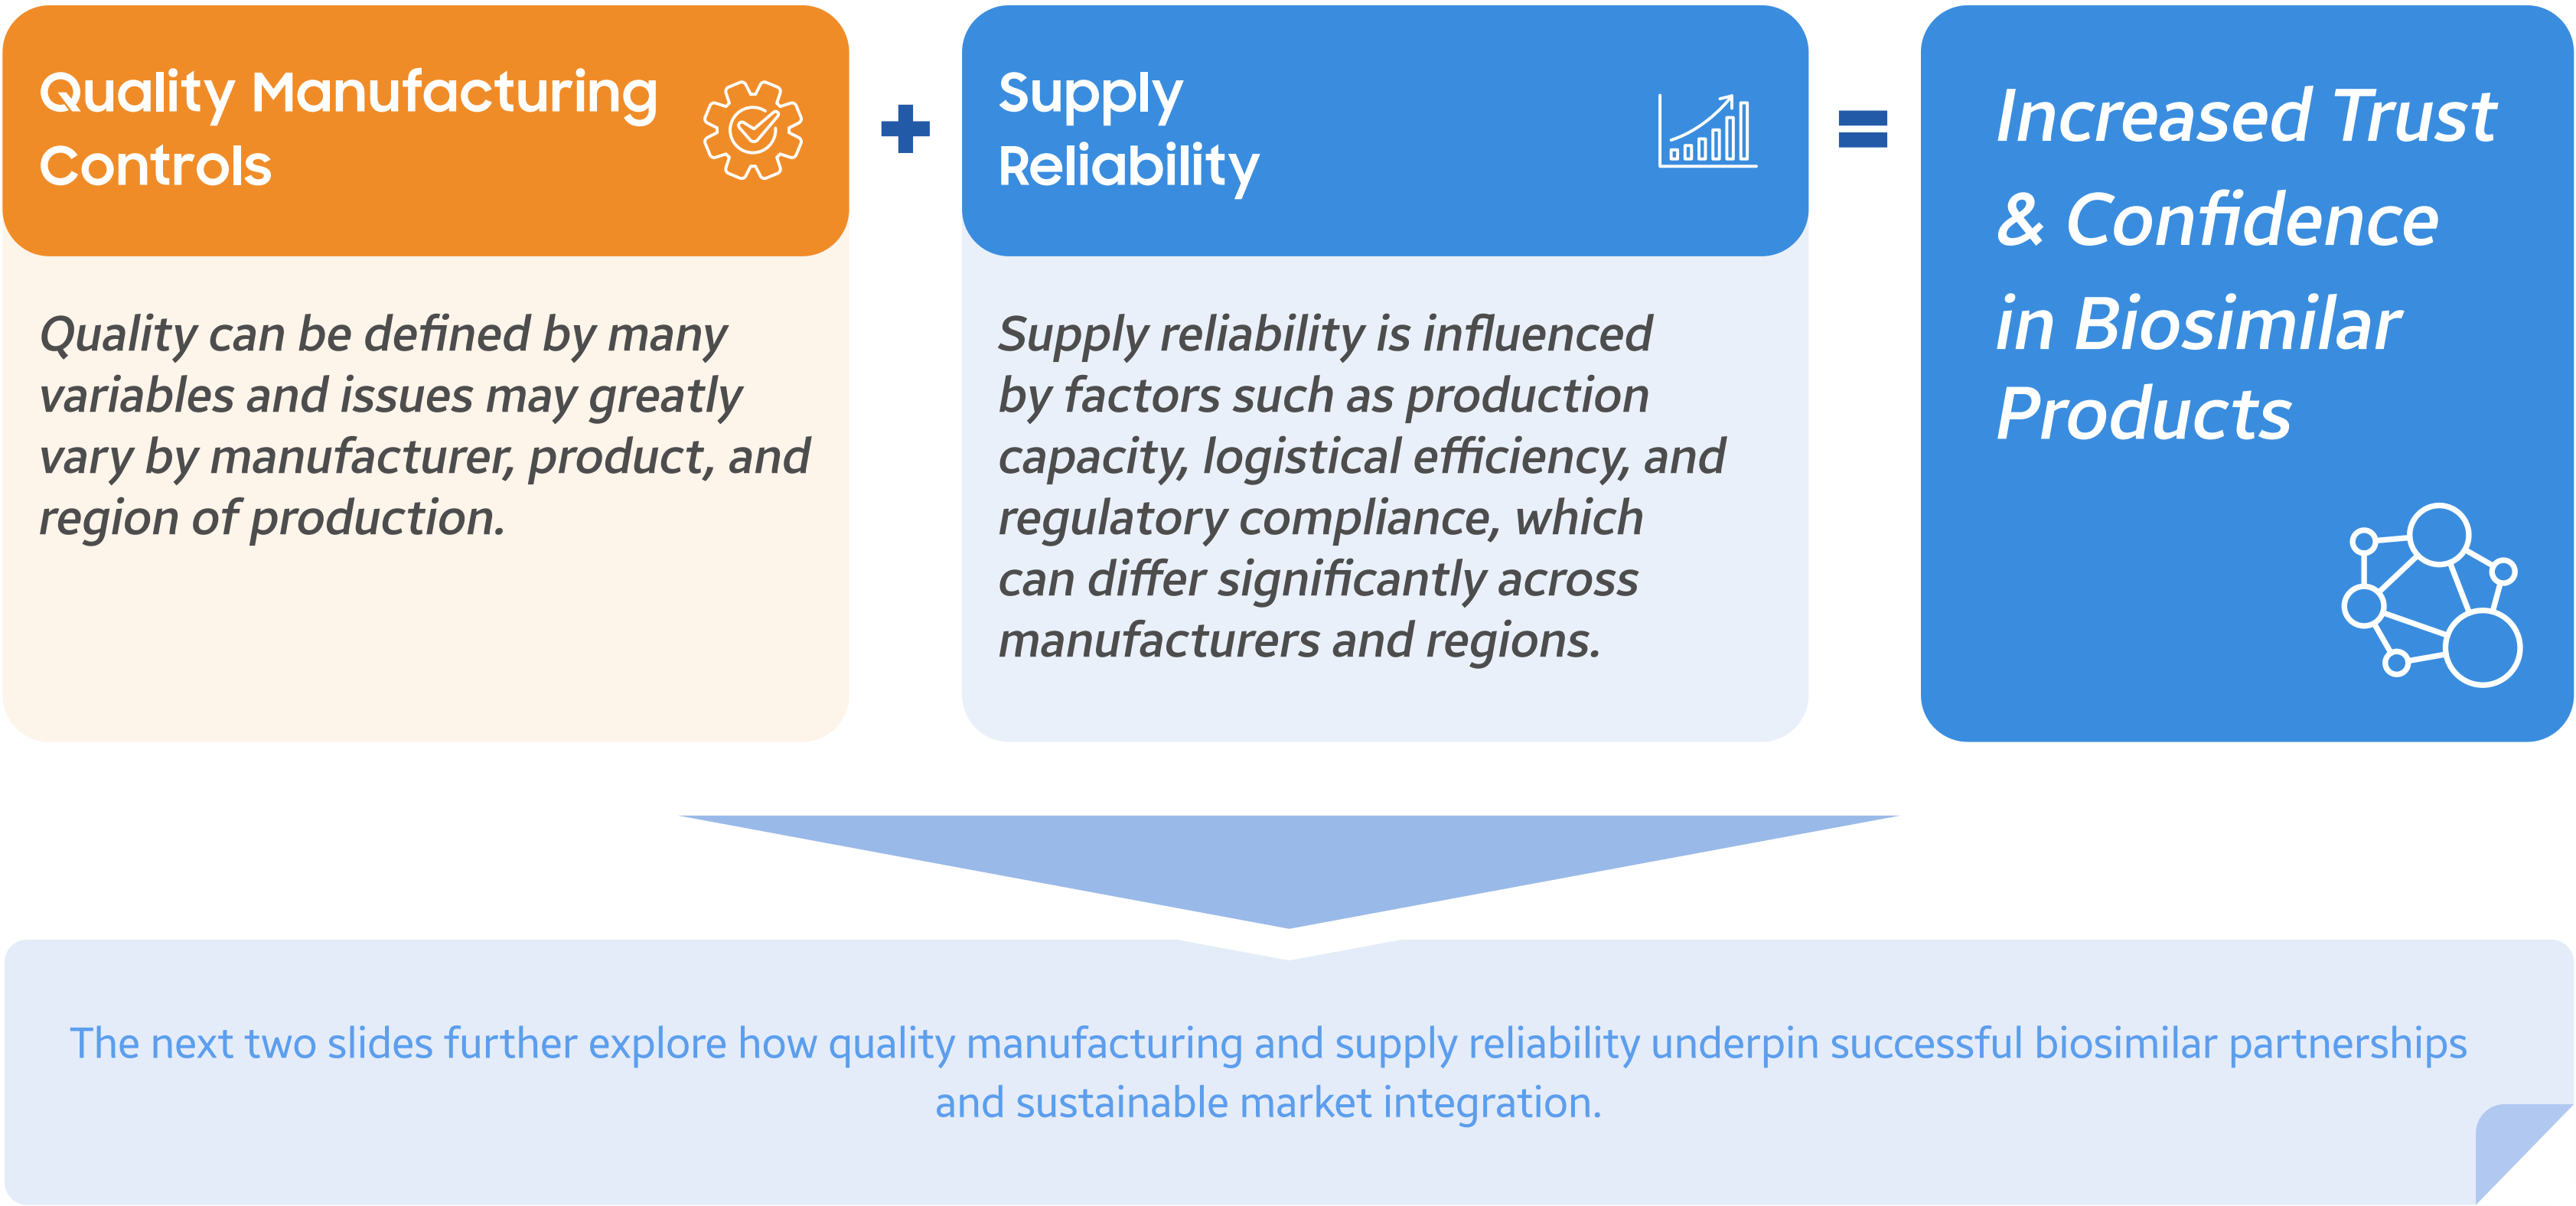 Quality Manufacturing
Controls
Quality can be defined by many
variables and issues may greatly
vary by manufacturer, product, and
region of production.
+
Supply
Reliability
Supply reliability is influenced
by factors such as production
capacity, logistical efficiency, and
regulatory compliance, which
can differ significantly across
manufacturers and regions.
=
Increased Trust
& Confidence
in Biosimilar
Products
The next two slides further explore how quality manufacturing and supply reliability underpin successful biosimilar partnerships
and sustainable market integration.